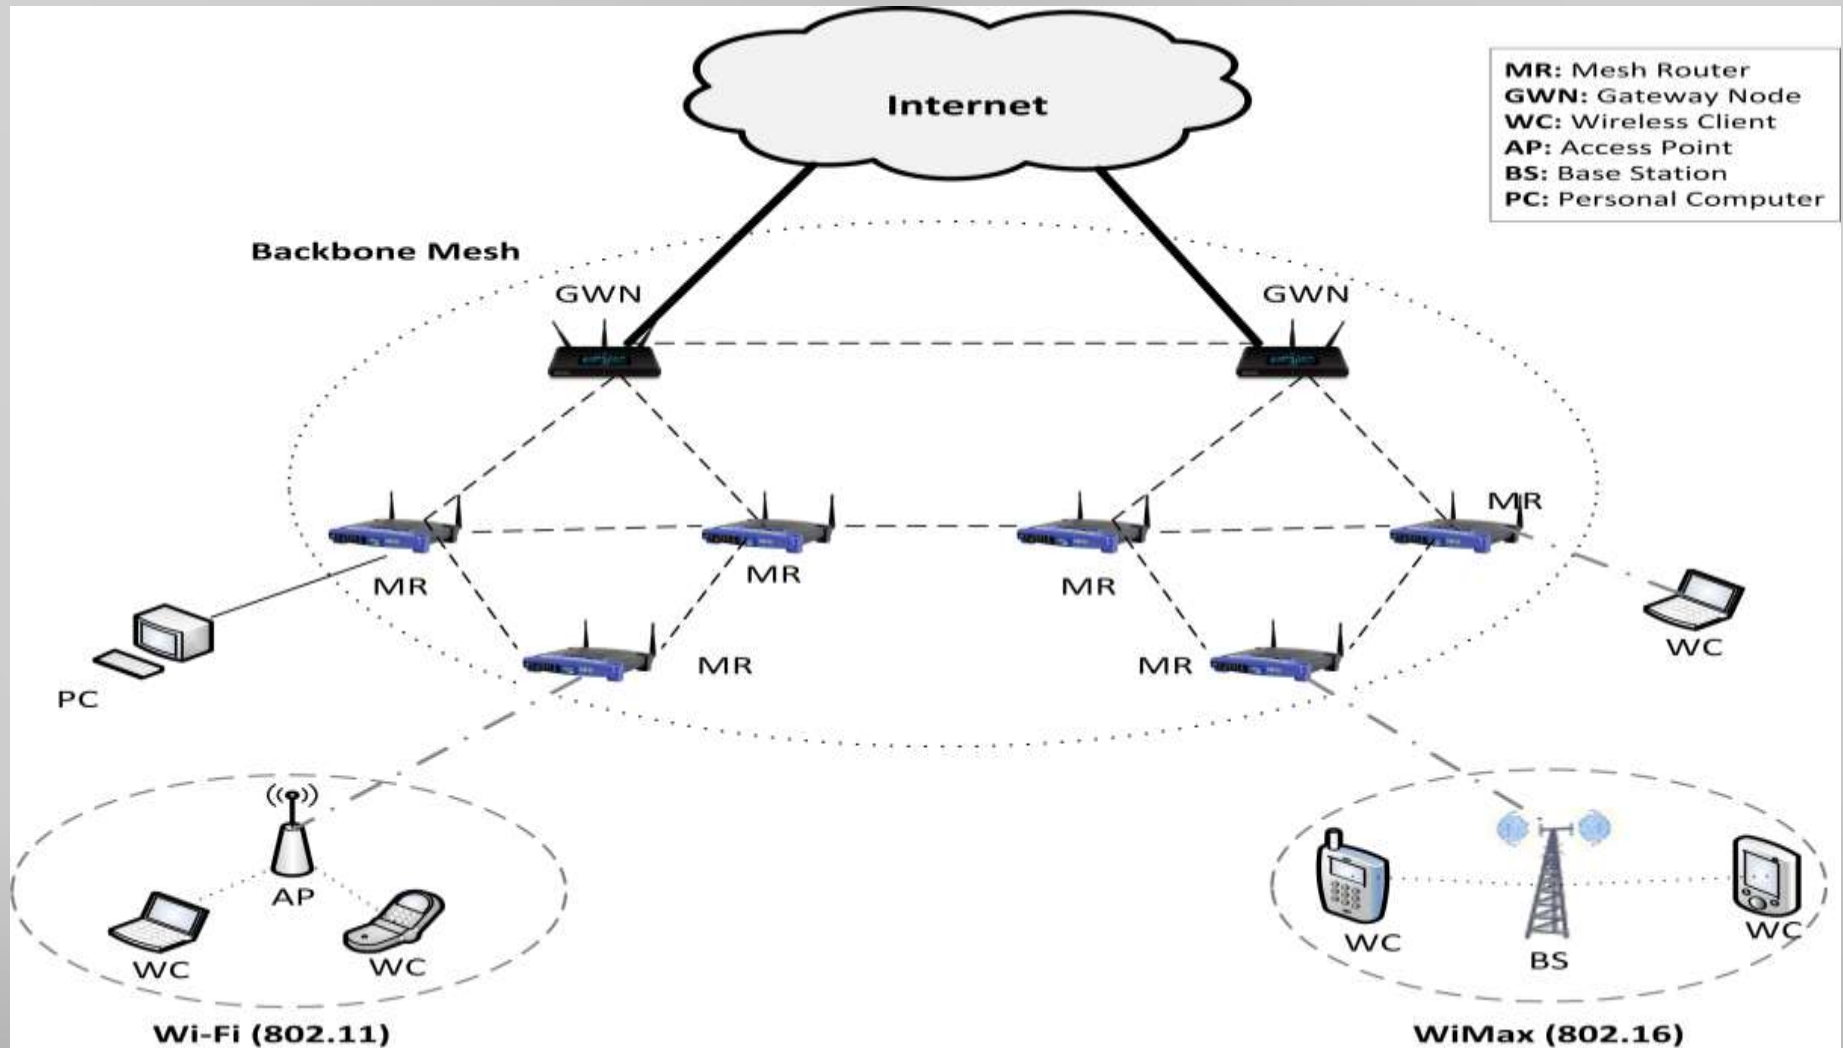 Internet
MR: Mesh Router
GWN: Gateway Node
WC: Wireless Client
AP: Access Point
BS: Base Station
PC: Personal Computer
Backbone Mesh
GWN
GWN
MR
MR
MR
MR
MR
MR
WC
PC
AP
WC
WC
WC
BS
WC
Wi-Fi (802.11)
WiMax (802.16)